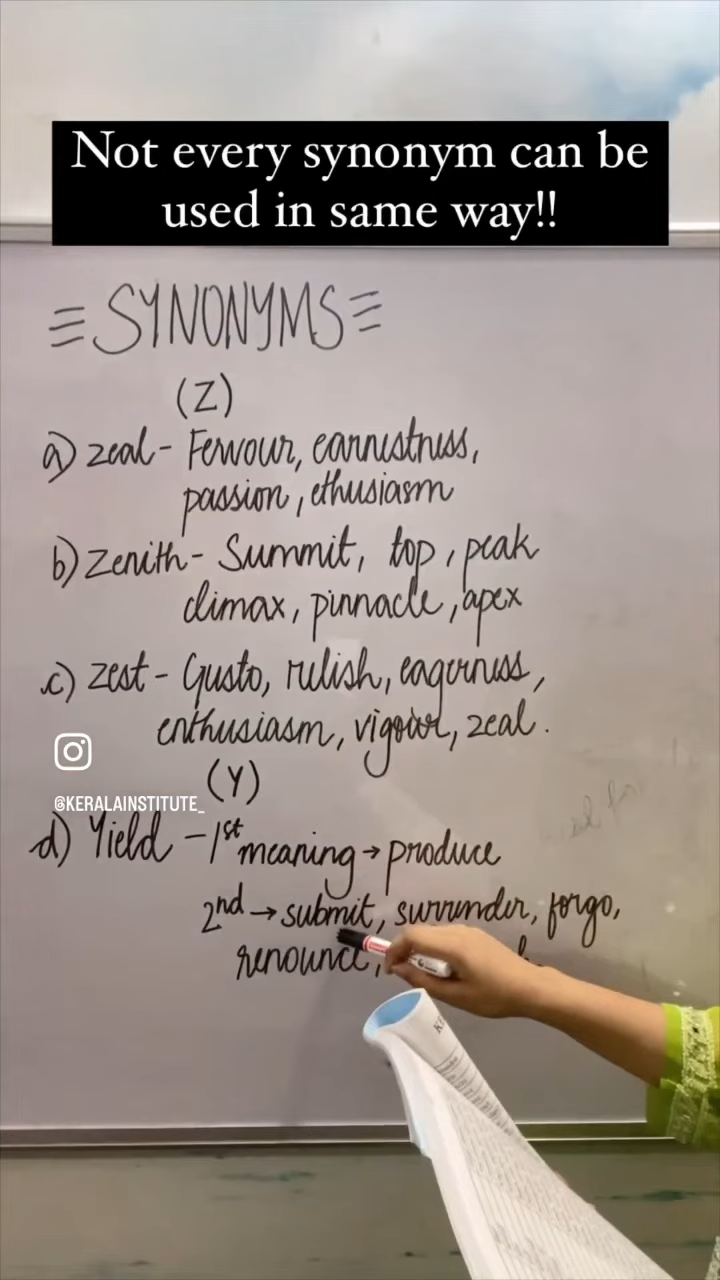 Not every synonym can be
used in same way!!
≡ SYNONYMS ≡
(Z)
a) zeal - Fervour, earnestness,
passion, ethusiasm
b) Zenith - Summit, top, peak
climax, pinnacle, apex
c) Zest - Gusto, relish, eagerness,
enthusiasm, vigour, zeal.
(Y)
@KERALAINSTITUTE_
d) Yield - 1st meaning → produce
2nd → submit, surrender, forgo,
renounce,